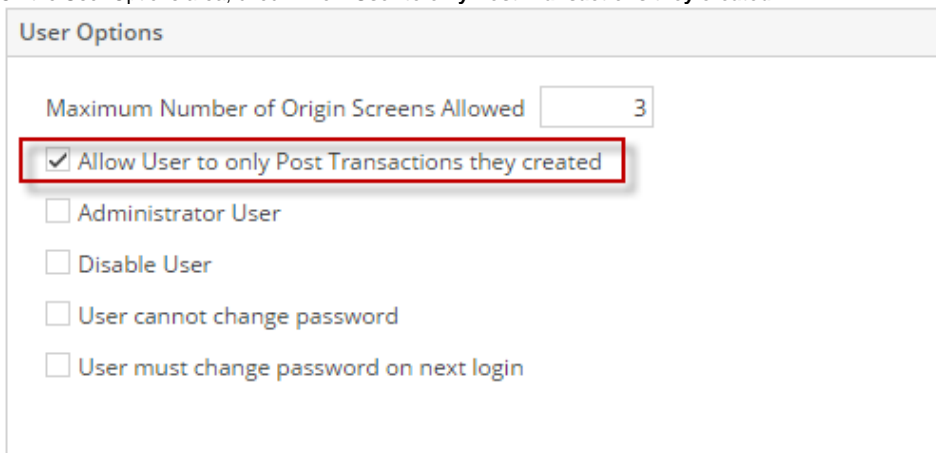 User Options
Maximum Number of Origin Screens Allowed 3
Allow User to only Post Transactions they created
Administrator User
Disable User
User cannot change password
User must change password on next login